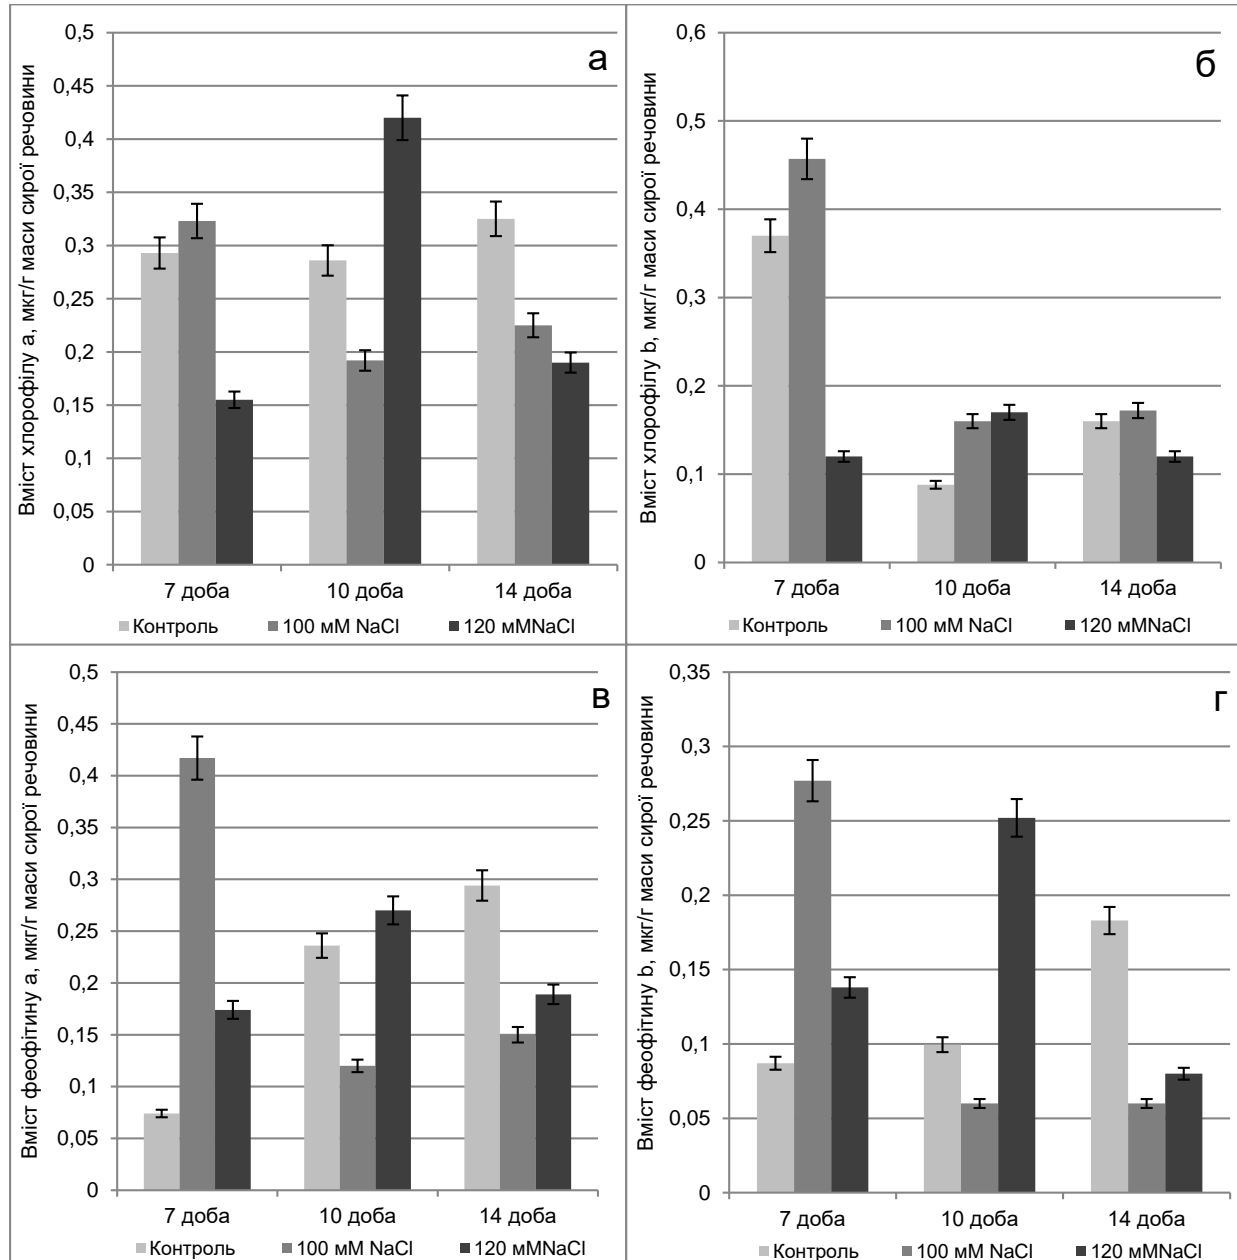 Вміст хлорофілу а, мкг/г маси сирої речовини
а
0,5
0,45
0,4
0,35
0,3
0,25
0,2
0,15
0,1
0,05
0
7 доба 10 доба 14 доба
Контроль 100 мМ NaCl 120 мМNaCl
Вміст хлорофілу b, мкг/г маси сирої речовини
б
0,6
0,5
0,4
0,3
0,2
0,1
0
7 доба 10 доба 14 доба
Контроль 100 мМ NaCl 120 мМNaCl
Вміст феофітину а, мкг/г маси сирої речовини
в
0,5
0,45
0,4
0,35
0,3
0,25
0,2
0,15
0,1
0,05
0
7 доба 10 доба 14 доба
Контроль 100 мМ NaCl 120 мМNaCl
Вміст феофітину b, мкг/г маси сирої речовини
г
0,35
0,3
0,25
0,2
0,15
0,1
0,05
0
7 доба 10 доба 14 доба
Контроль 100 мМ NaCl 120 мМNaCl